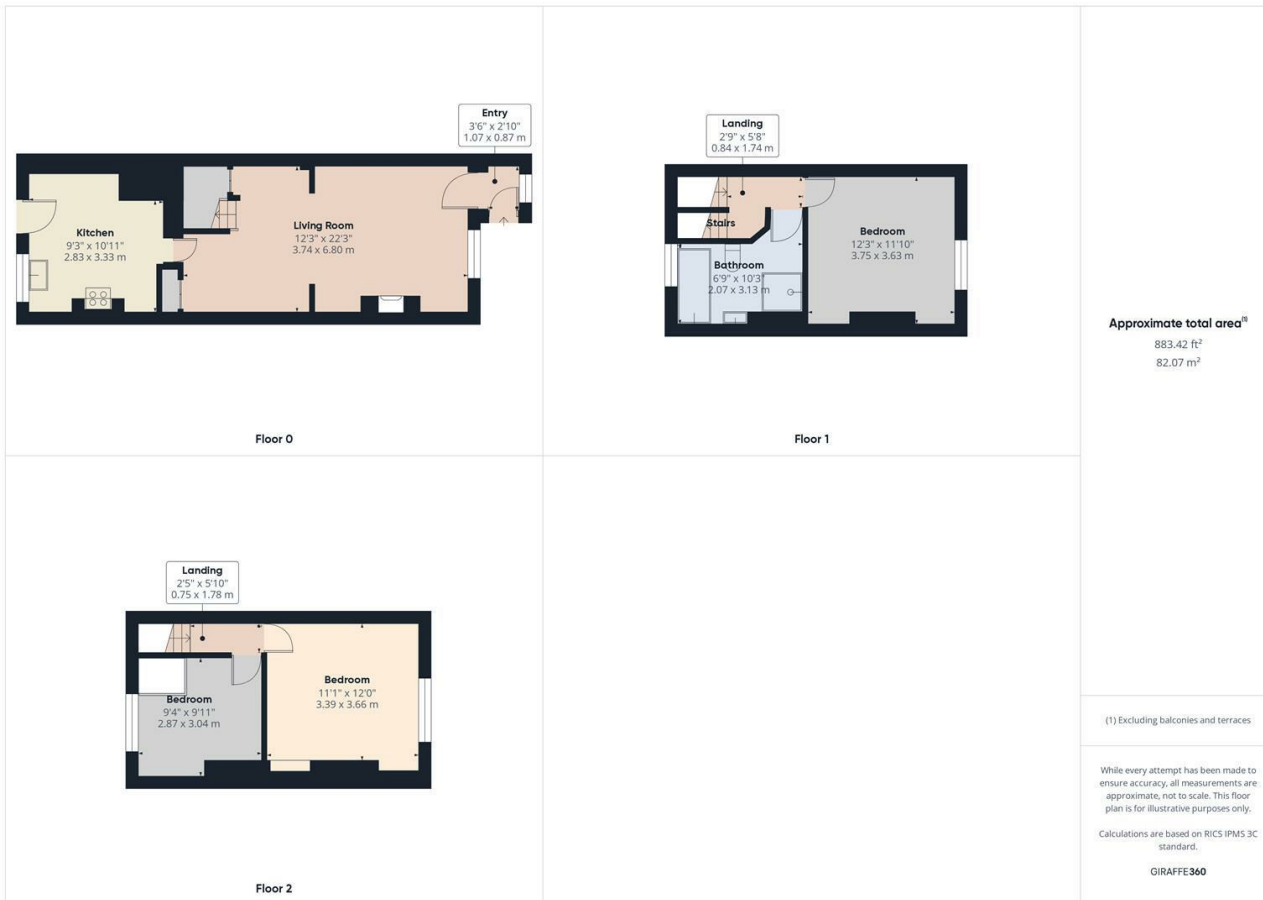 Entry
3'6" x 2'10"
1.07 x 0.87 m
Kitchen
9'3" x 10'11"
2.83 x 3.33 m
Living Room
12'3" x 22'3"
3.74 x 6.80 m
Floor 0
Landing
2'9" x 5'8"
0.84 x 1.74 m
Stairs
Bedroom
12'3" x 11'10"
3.75 x 3.63 m
Bathroom
6'9" x 10'3"
2.07 x 3.13 m
Floor 1
Landing
2'5" x 5'10"
0.75 x 1.78 m
Bedroom
11'1" x 12'0"
3.39 x 3.66 m
Bedroom
9'4" x 9'11"
2.87 x 3.04 m
Floor 2
Approximate total area(1)
883.42 ft²
82.07 m²
(1) Excluding balconies and terraces
While every attempt has been made to
ensure accuracy, all measurements are
approximate, not to scale. This floor
plan is for illustrative purposes only.
Calculations are based on RICS IPMS 3C
standard.
GIRAFFE360